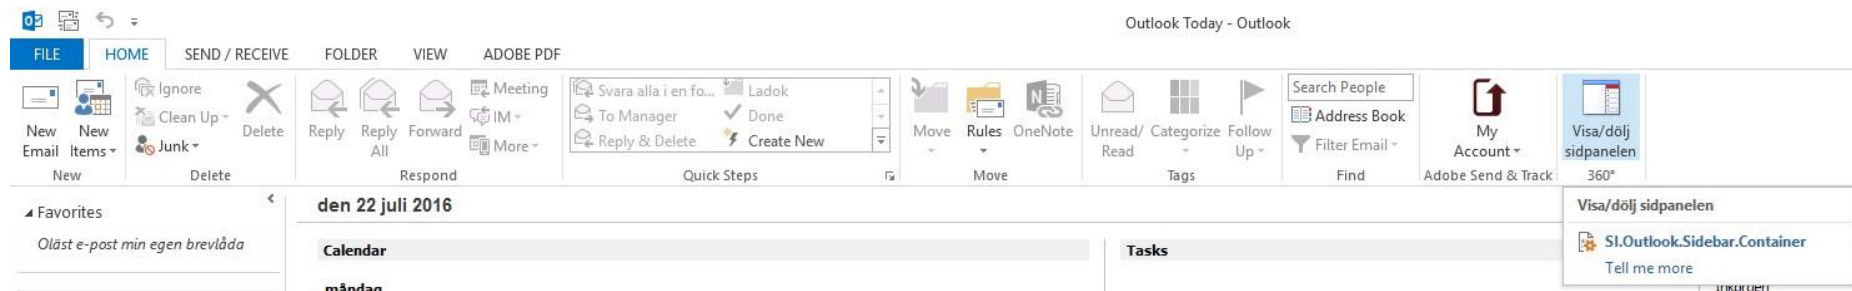 Outlook Today - Outlook
FILE HOME SEND / RECEIVE FOLDER VIEW ADOBE PDF
New Email
New Items
Ignore
Clean Up
Junk
Delete
Reply
Reply All
Forward
Meeting
IM
More
Svara alla i en fo...
To Manager
Reply & Delete
Ladok
Done
Create New
Move
Rules
OneNote
Unread/ Read
Categorize
Follow Up
Search People
Address Book
Filter Email
My Account
Visa/dölj sidpanelen
New Delete Respond Quick Steps Move Tags Find Adobe Send & Track 360°
Favorites
Oläst e-post min egen brevlåda
den 22 juli 2016
Calendar
måndag
Tasks
Visa/dölj sidpanelen
SI.Outlook.Sidebar.Container
Tell me more